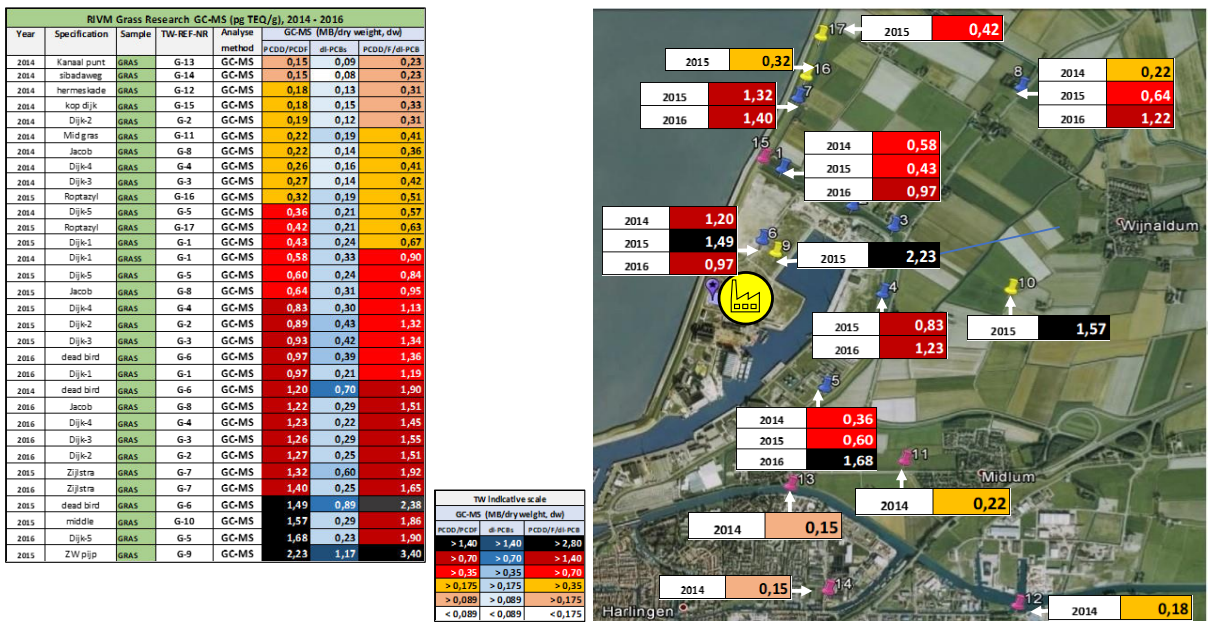 RIVM Grass Research GC-MS (pg TEQ/g), 2014 - 2016
Year Specification Sample TW-REF-NR Analyse method GC-MS (MB/dry weight, dw)
PCDD/PCDF dl-PCBs PCDD/F/dl-PCB
2014 Kanaal punt GRAS G-13 GC-MS 0,15 0,09 0,23
2014 sibadaweg GRAS G-14 GC-MS 0,15 0,08 0,23
2014 hermeskade GRAS G-12 GC-MS 0,18 0,13 0,31
2014 kop dijk GRAS G-15 GC-MS 0,18 0,15 0,33
2014 Dijk-2 GRAS G-2 GC-MS 0,19 0,12 0,31
2014 Mid gras GRAS G-11 GC-MS 0,22 0,19 0,41
2014 Jacob GRAS G-8 GC-MS 0,22 0,14 0,36
2014 Dijk-4 GRAS G-4 GC-MS 0,26 0,16 0,41
2014 Dijk-3 GRAS G-3 GC-MS 0,27 0,14 0,42
2015 Roptazyl GRAS G-16 GC-MS 0,32 0,19 0,51
2014 Dijk-5 GRAS G-5 GC-MS 0,36 0,21 0,57
2015 Roptazyl GRAS G-17 GC-MS 0,42 0,21 0,63
2015 Dijk-1 GRAS G-1 GC-MS 0,43 0,24 0,67
2014 Dijk-1 GRASS G-1 GC-MS 0,58 0,33 0,90
2015 Dijk-5 GRAS G-5 GC-MS 0,60 0,24 0,84
2015 Jacob GRAS G-8 GC-MS 0,64 0,31 0,95
2015 Dijk-4 GRAS G-4 GC-MS 0,83 0,30 1,13
2015 Dijk-2 GRAS G-2 GC-MS 0,89 0,43 1,32
2015 Dijk-3 GRAS G-3 GC-MS 0,93 0,42 1,34
2016 dead bird GRAS G-6 GC-MS 0,97 0,39 1,36
2016 Dijk-1 GRAS G-1 GC-MS 0,97 0,21 1,19
2014 dead bird GRAS G-6 GC-MS 1,20 0,70 1,90
2016 Jacob GRAS G-8 GC-MS 1,22 0,29 1,51
2016 Dijk-4 GRAS G-4 GC-MS 1,23 0,22 1,45
2016 Dijk-3 GRAS G-3 GC-MS 1,26 0,29 1,55
2016 Dijk-2 GRAS G-2 GC-MS 1,27 0,25 1,51
2015 Zijlstra GRAS G-7 GC-MS 1,32 0,60 1,92
2016 Zijlstra GRAS G-7 GC-MS 1,40 0,25 1,65
2015 dead bird GRAS G-6 GC-MS 1,49 0,89 2,38
2015 middle GRAS G-10 GC-MS 1,57 0,29 1,86
2016 Dijk-5 GRAS G-5 GC-MS 1,68 0,23 1,90
2015 ZW pijp GRAS G-9 GC-MS 2,23 1,17 3,40
TW Indicative scale
GC-MS (MB/dry weight, dw)
PCDD/PCDF dl-PCBs PCDD/F/dl-PCB
> 1,40 > 1,40 > 2,80
> 0,70 > 0,70 > 1,40
> 0,35 > 0,35 > 0,70
> 0,175 > 0,175 > 0,35
> 0,089 > 0,089 > 0,175
< 0,089 < 0,089 < 0,175
17
2015 0,42
2015 0,32
16
8
2014 0,22
2015 0,64
2016 1,22
7
2015 1,32
2016 1,40
15
1
2014 0,58
2015 0,43
2016 0,97
3
Wijnaldum
2014 1,20
2015 1,49
2016 0,97
6
9
2015 2,23
4
10
2015 1,57
2015 0,83
2016 1,23
5
2014 0,36
2015 0,60
2016 1,68
11
Midlum
2014 0,22
13
2014 0,15
2014 0,15
14
Harlingen
12
2014 0,18